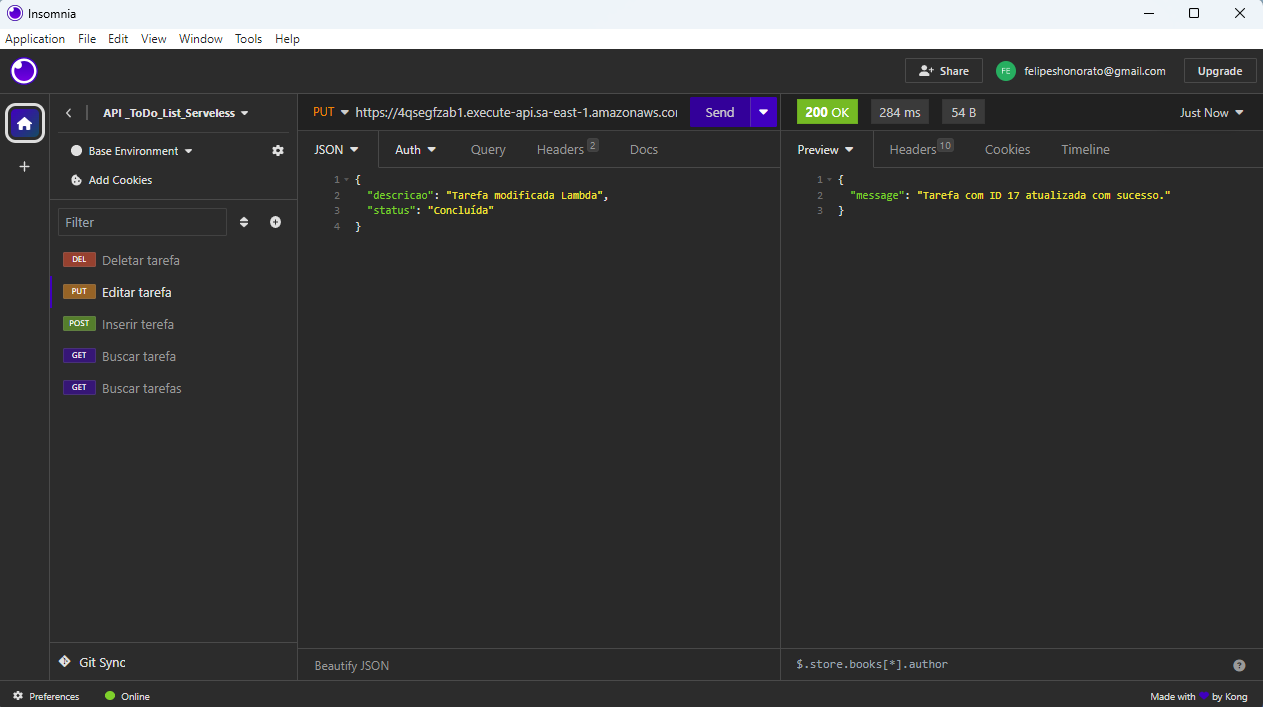 Insomnia
Application File Edit View Window Tools Help
Share
FE
felipeshonorato@gmail.com
Upgrade
API _ToDo_List_Serveless
Base Environment
Add Cookies
Filter
DEL Deletar tarefa
PUT Editar tarefa
POST Inserir terefa
GET Buscar tarefa
GET Buscar tarefas
Git Sync
PUT https://4qsegfzab1.execute-api.sa-east-1.amazonaws.co
Send
JSON Auth Query Headers 2 Docs
1 {
2 "descricao": "Tarefa modificada Lambda",
3 "status": "Concluída"
4 }
Beautify JSON
200 OK 284 ms 54 B Just Now
Preview Headers 10 Cookies Timeline
1 {
2 "message": "Tarefa com ID 17 atualizada com sucesso."
3 }
$.store.books[*].author
?
Preferences Online
Made with by Kong